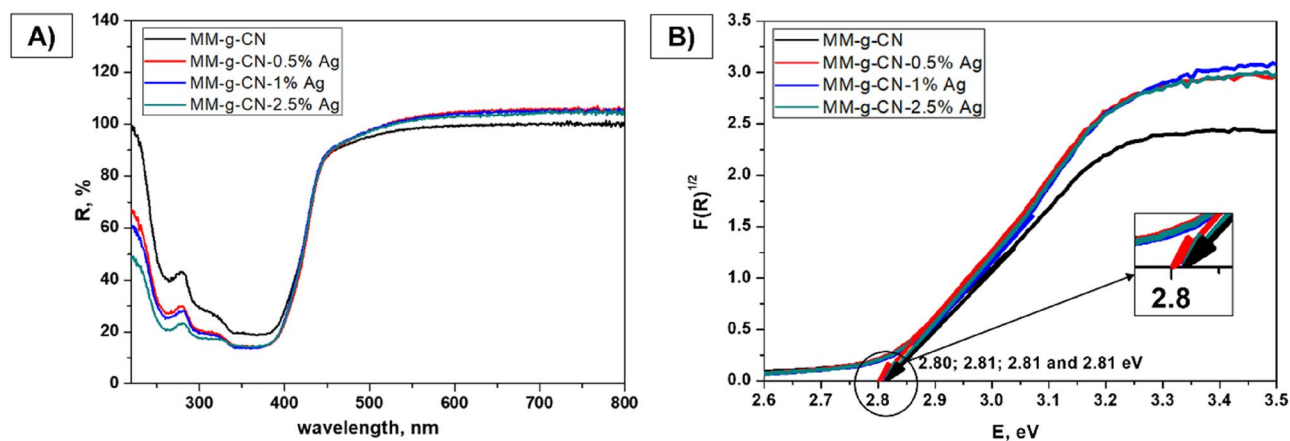 A)
MM-g-CN
MM-g-CN-0.5% Ag
MM-g-CN-1% Ag
MM-g-CN-2.5% Ag
R, %
140
120
100
80
60
40
20
0
300
400
500
600
700
800
wavelength, nm
B)
MM-g-CN
MM-g-CN-0.5% Ag
MM-g-CN-1% Ag
MM-g-CN-2.5% Ag
F(R)^1/2
3.5
3.0
2.5
2.0
1.5
1.0
0.5
0.0
2.8
2.80; 2.81; 2.81 and 2.81 eV
2.6
2.7
2.8
2.9
3.0
3.1
3.2
3.3
3.4
3.5
E, eV